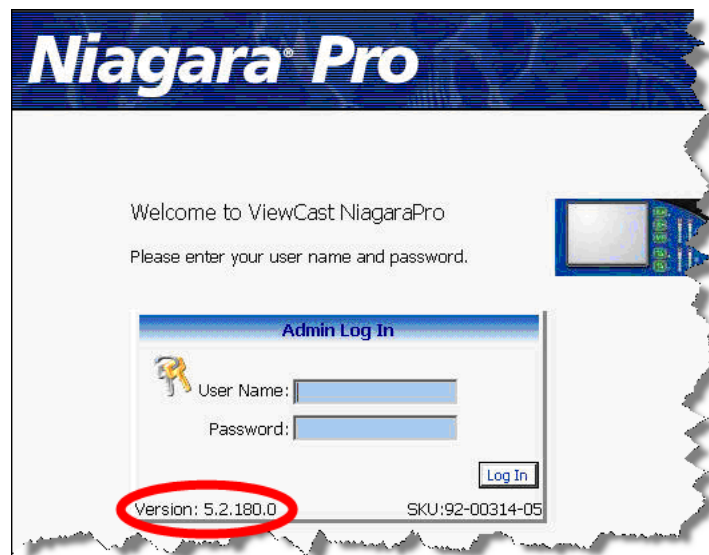 Niagara® Pro
Welcome to ViewCast NiagaraPro
Please enter your user name and password.
Admin Log In
User Name:
Password:
Log In
Version: 5.2.180.0 SKU:92-00314-05